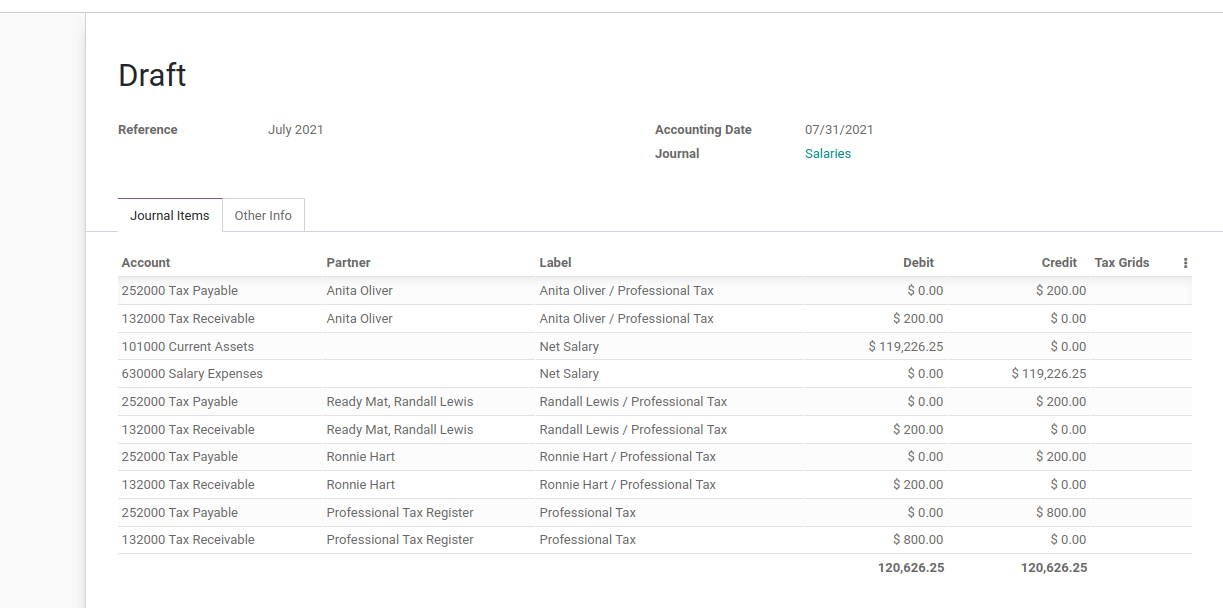 Draft
Reference July 2021 Accounting Date 07/31/2021
Journal Salaries
Journal Items Other Info
Account Partner Label Debit Credit Tax Grids
252000 Tax Payable Anita Oliver Anita Oliver / Professional Tax $ 0.00 $ 200.00
132000 Tax Receivable Anita Oliver Anita Oliver / Professional Tax $ 200.00 $ 0.00
101000 Current Assets Net Salary $ 119,226.25 $ 0.00
630000 Salary Expenses Net Salary $ 0.00 $ 119,226.25
252000 Tax Payable Ready Mat, Randall Lewis Randall Lewis / Professional Tax $ 0.00 $ 200.00
132000 Tax Receivable Ready Mat, Randall Lewis Randall Lewis / Professional Tax $ 200.00 $ 0.00
252000 Tax Payable Ronnie Hart Ronnie Hart / Professional Tax $ 0.00 $ 200.00
132000 Tax Receivable Ronnie Hart Ronnie Hart / Professional Tax $ 200.00 $ 0.00
252000 Tax Payable Professional Tax Register Professional Tax $ 0.00 $ 800.00
132000 Tax Receivable Professional Tax Register Professional Tax $ 800.00 $ 0.00
120,626.25 120,626.25